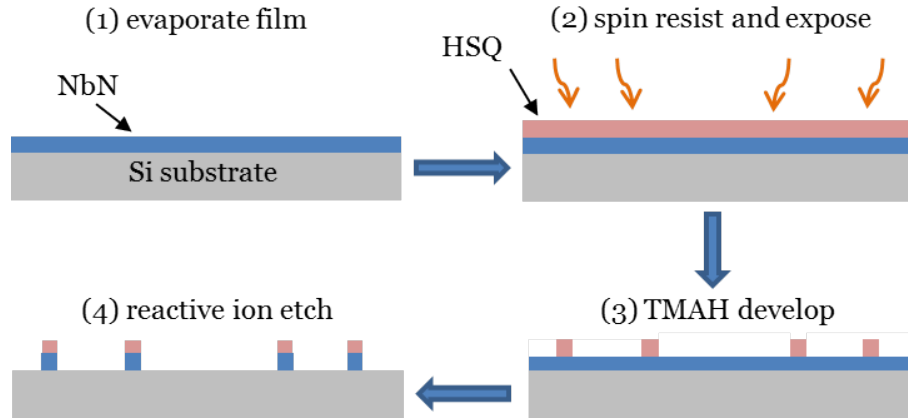 (1) evaporate film
NbN
Si substrate
(2) spin resist and expose
HSQ
(3) TMAH develop
(4) reactive ion etch